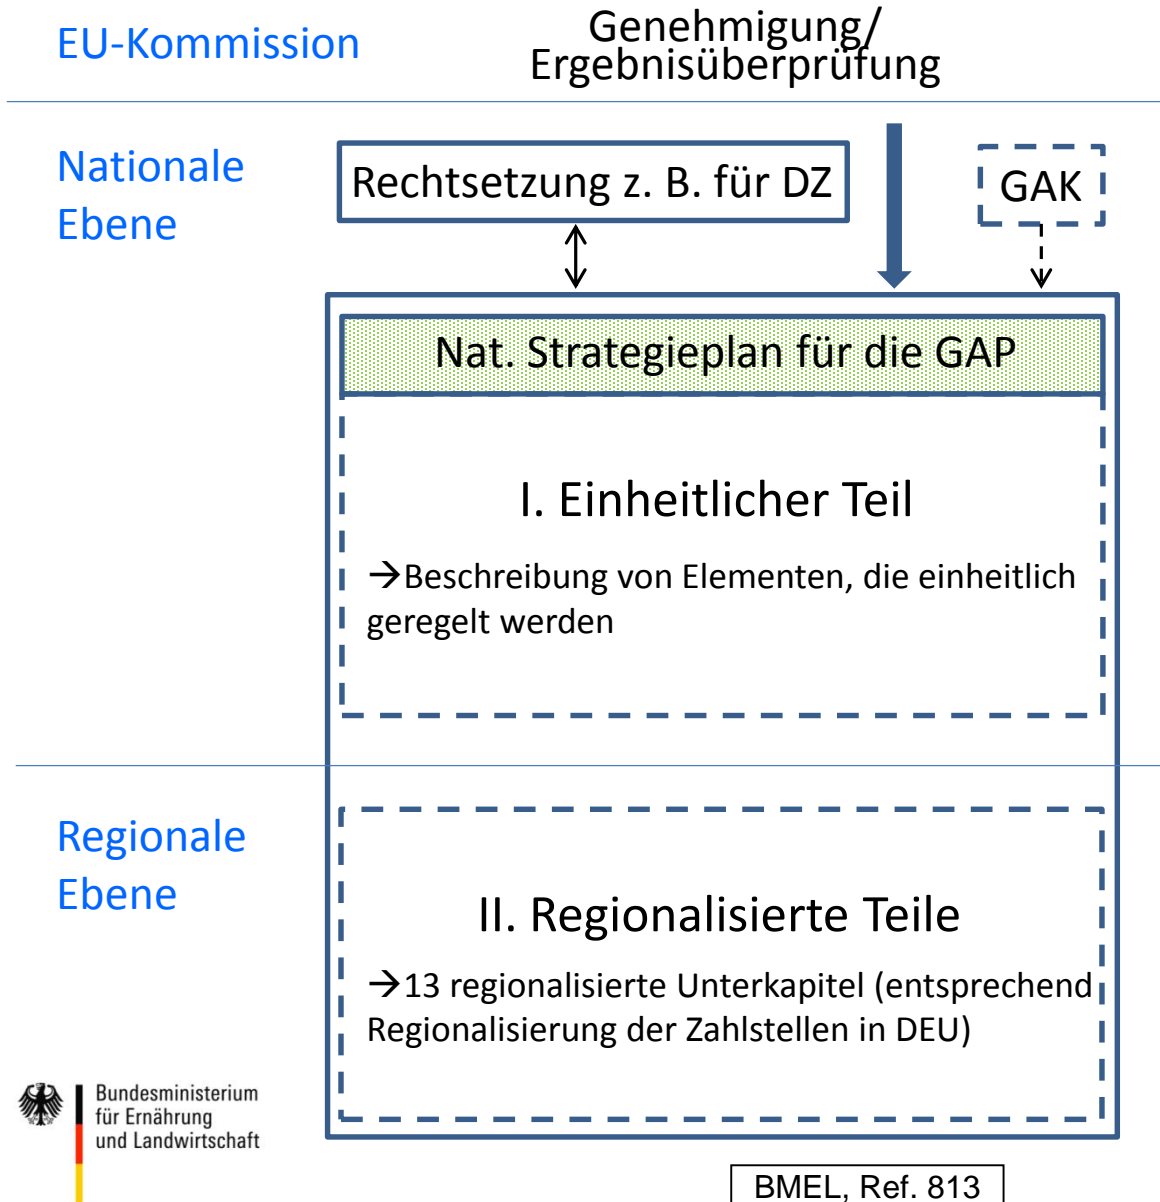 EU-Kommission
Genehmigung/
Ergebnisüberprüfung
Nationale
Ebene
Rechtsetzung z. B. für DZ
GAK
Nat. Strategieplan für die GAP
I. Einheitlicher Teil
→Beschreibung von Elementen, die einheitlich
geregelt werden
Regionale
Ebene
II. Regionalisierte Teile
→13 regionalisierte Unterkapitel (entsprechend
Regionalisierung der Zahlstellen in DEU)
Bundesministerium
für Ernährung
und Landwirtschaft
BMEL, Ref. 813